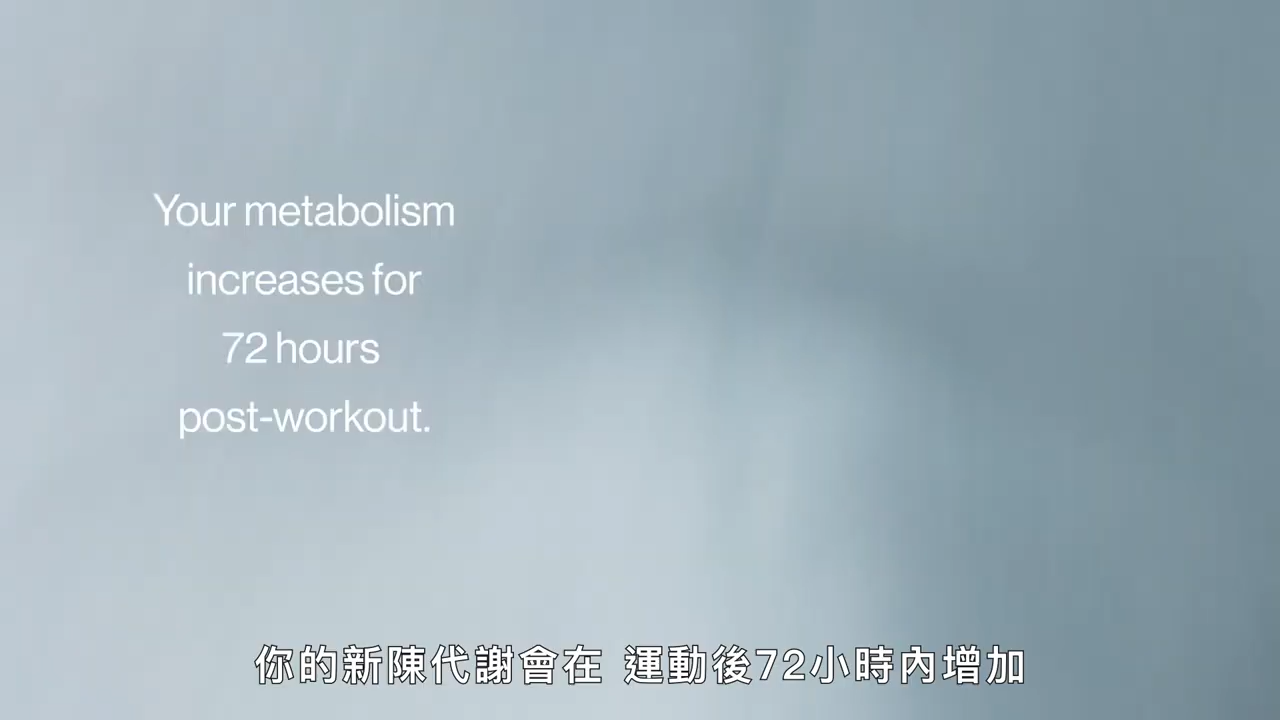 Your metabolism
increases for
72 hours
post-workout.
你的新陳代謝會在 運動後72小時內增加